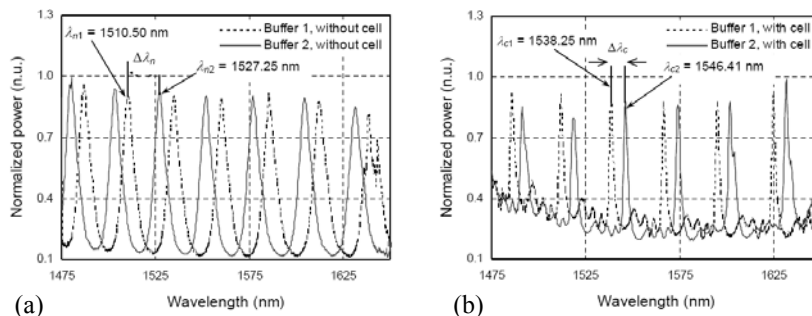 Buffer 1, without cell
Buffer 2, without cell
λn1 = 1510.50 nm
Δλn
λn2 = 1527.25 nm
Normalized power (n.u.)
1.3
1.0
0.7
0.4
0.1
1475
1525
1575
1625
Wavelength (nm)
(a)
Buffer 1, with cell
Buffer 2, with cell
λc1 = 1538.25 nm
Δλc
λc2 = 1546.41 nm
Normalized power (n.u.)
1.3
1.0
0.7
0.4
0.1
1475
1525
1575
1625
Wavelength (nm)
(b)